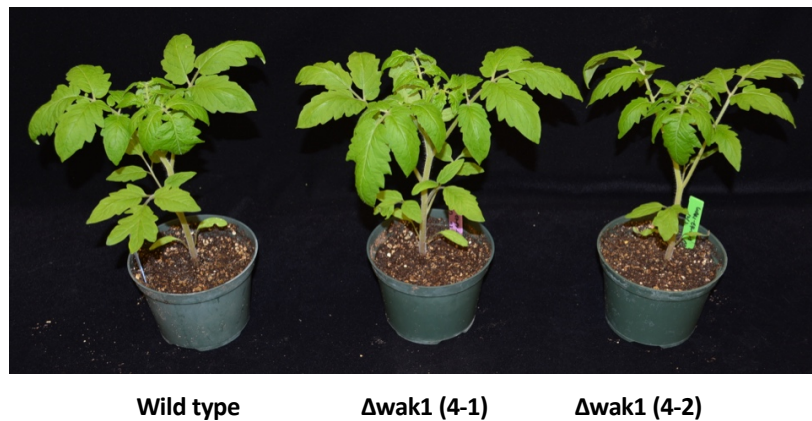 Wild type
Δwak1 (4-1)
Δwak1 (4-2)